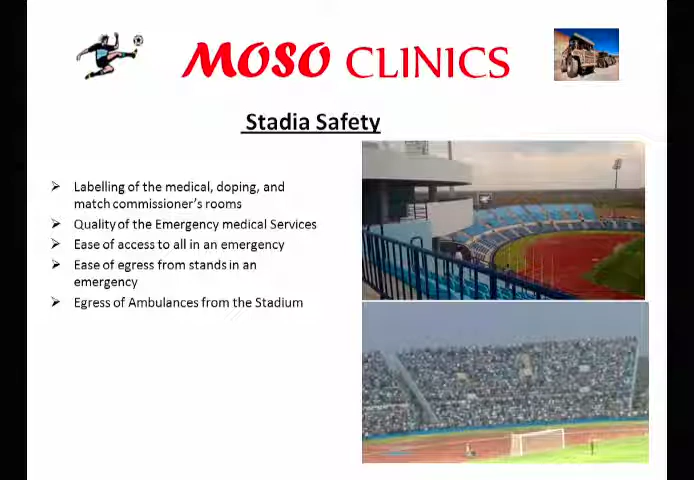 MOSO CLINICS
Stadia Safety
➢ Labelling of the medical, doping, and
match commissioner's rooms
➢ Quality of the Emergency medical Services
➢ Ease of access to all in an emergency
➢ Ease of egress from stands in an
emergency
➢ Egress of Ambulances from the Stadium